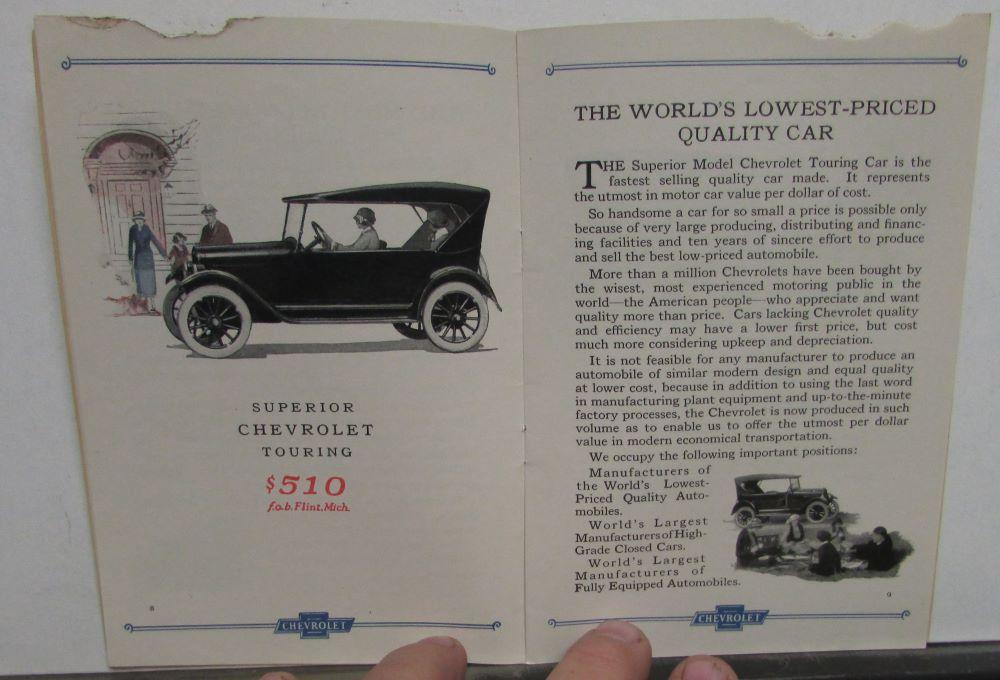 SUPERIOR
CHEVROLET
TOURING
$510
f.o.b. Flint, Mich.
8
CHEVROLET
THE WORLD'S LOWEST-PRICED
QUALITY CAR
THE Superior Model Chevrolet Touring Car is the
fastest selling quality car made. It represents
the utmost in motor car value per dollar of cost.
So handsome a car for so small a price is possible only
because of very large producing, distributing and financ-
ing facilities and ten years of sincere effort to produce
and sell the best low-priced automobile.
More than a million Chevrolets have been bought by
the wisest, most experienced motoring public in the
world—the American people—who appreciate and want
quality more than price. Cars lacking Chevrolet quality
and efficiency may have a lower first price, but cost
much more considering upkeep and depreciation.
It is not feasible for any manufacturer to produce an
automobile of similar modern design and equal quality
at lower cost, because in addition to using the last word
in manufacturing plant equipment and up-to-the-minute
factory processes, the Chevrolet is now produced in such
volume as to enable us to offer the utmost per dollar
value in modern economical transportation.
We occupy the following important positions:
Manufacturers of
the World's Lowest-
Priced Quality Auto-
mobiles.
World's Largest
Manufacturers of High-
Grade Closed Cars.
World's Largest
Manufacturers of
Fully Equipped Automobiles.
9
CHEVROLET